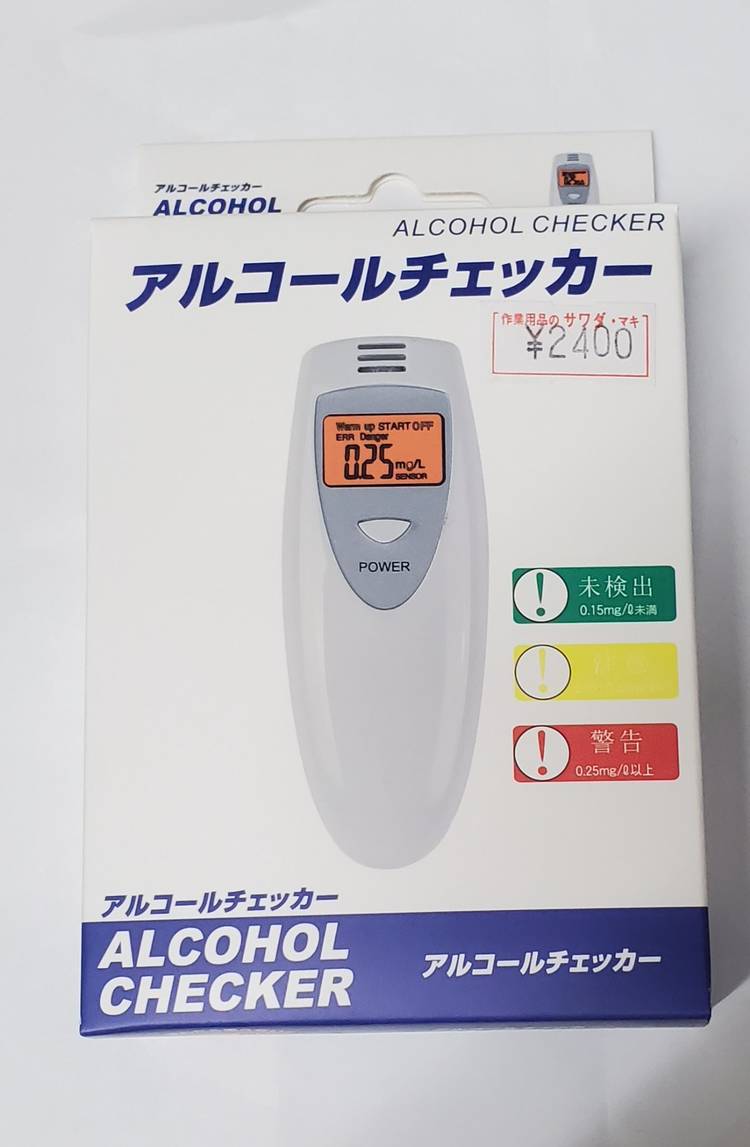 アルコールチェッカー
ALCOHOL
ALCOHOL CHECKER
アルコールチェッカー
作業用品の サワダ・マキ
¥2400
Warm up START OFF
ERR Danger
0.25 mg/L
SENSOR
POWER
未検出
0.15mg/ℓ未満
注意
警告
0.25mg/ℓ以上
アルコールチェッカー
ALCOHOL
CHECKER
アルコールチェッカー